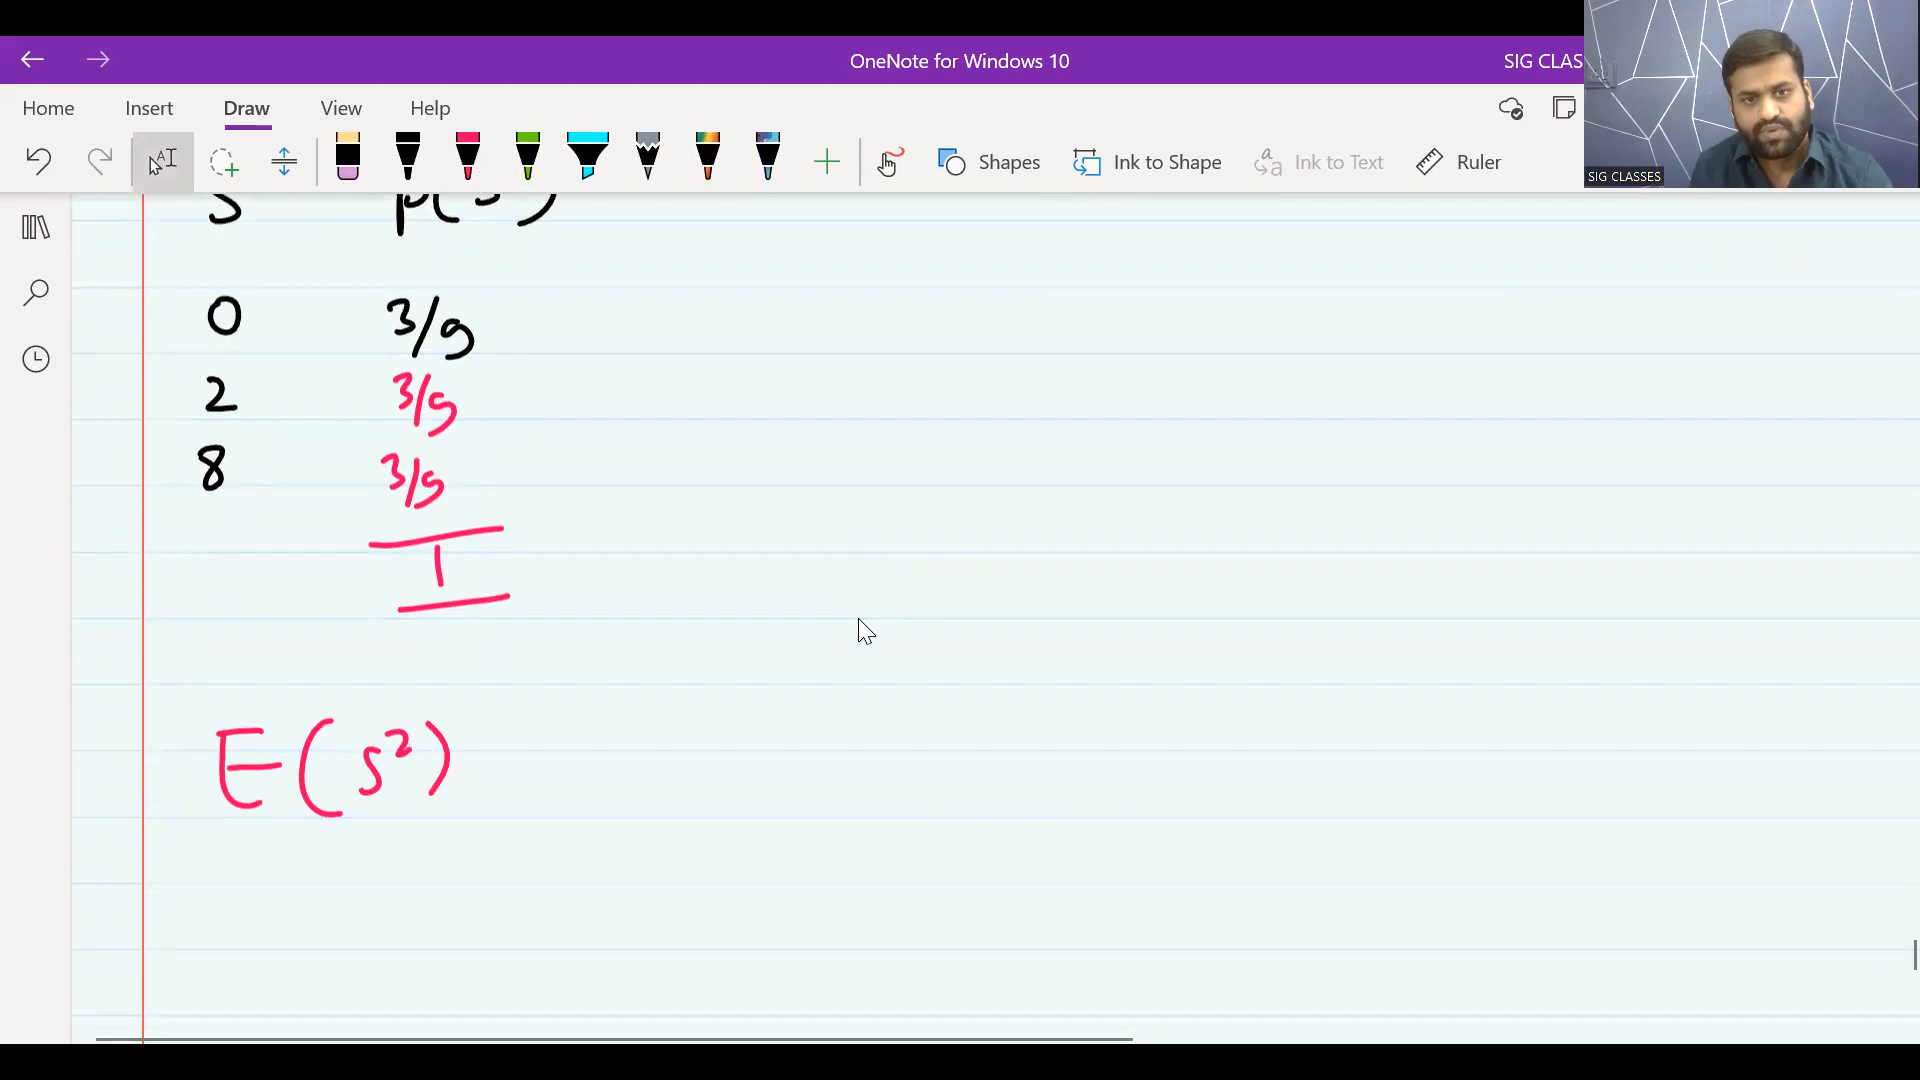 OneNote for Windows 10
SIG CLAS
Home Insert Draw View Help
Shapes Ink to Shape Ink to Text Ruler
SIG CLASSES
0 3/9
2 3/9
8 3/9
1
E(s²)